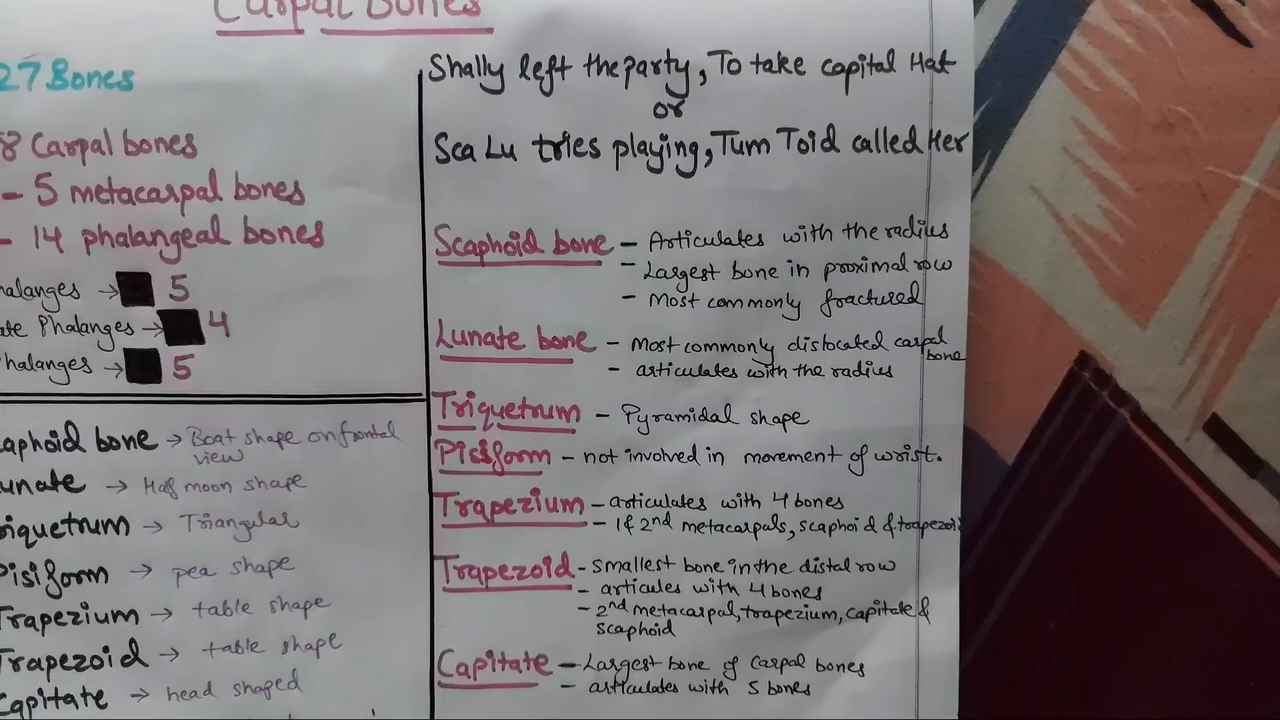 Carpal Bones
27 Bones
8 Carpal bones
- 5 metacarpal bones
- 14 phalangeal bones
halanges → 5
ate Phalanges → 4
halanges → 5
aphoid bone → Boat shape on frontal
view
unate → Half moon shape
iquetrum → Triangular
Pisiform → pea shape
Trapezium → table shape
Trapezoid → table shape
Capitate → head shaped
Shally left the party, To take capital Hat
or
Sca Lu tries playing, Tum Toid called Her
Scaphoid bone - Articulates with the radius
- Largest bone in proximal row
- Most commonly fractured
Lunate bone - Most commonly dislocated carpal
bone
- articulates with the radius
Triquetrum - Pyramidal shape
Pisiform - not involved in movement of wrist.
Trapezium - articulates with 4 bones
- 1 & 2nd metacarpals, scaphoid & trapezoi
Trapezoid - smallest bone in the distal row
- articules with 4 bones
- 2nd metacarpal, trapezium, capitate &
scaphoid
Capitate - Largest bone of Carpal bones
- articulates with 5 bones